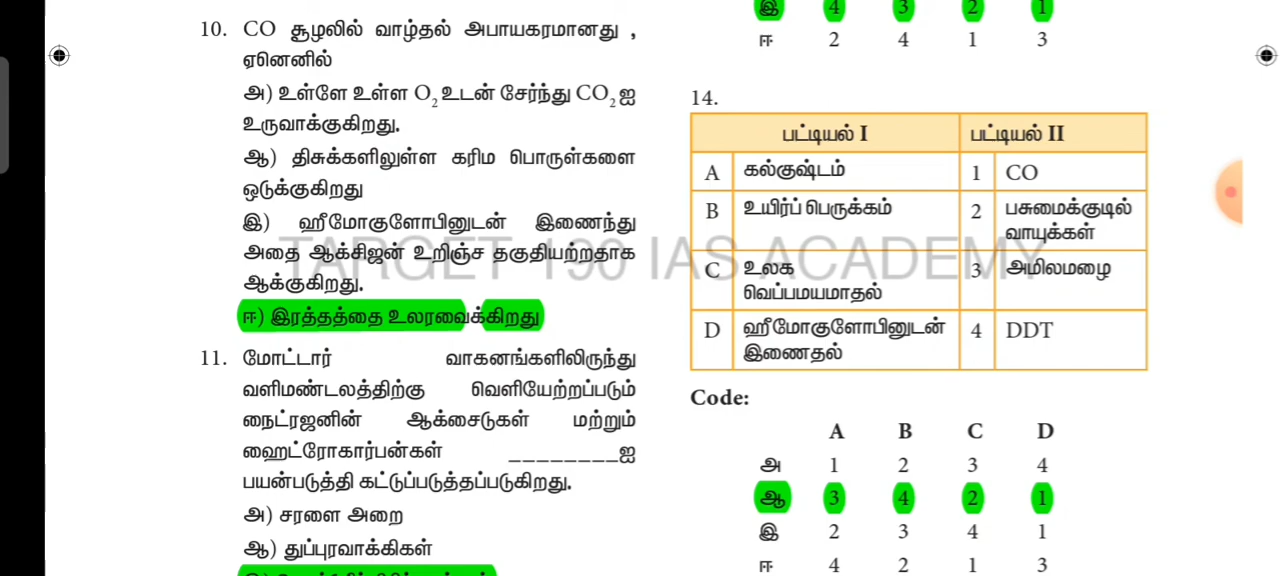 10. CO சூழலில் வாழ்தல் அபாயகரமானது ,
ஏனெனில்
அ) உள்ளே உள்ள O₂ உடன் சேர்ந்து CO₂ ஐ
உருவாக்குகிறது.
ஆ) திசுக்களிலுள்ள கரிம பொருள்களை
ஒடுக்குகிறது
இ) ஹீமோகுளோபினுடன் இணைந்து
அதை ஆக்சிஜன் உறிஞ்ச தகுதியற்றதாக
ஆக்குகிறது.
ஈ) இரத்தத்தை உலரவைக்கிறது
11. மோட்டார் வாகனங்களிலிருந்து
வளிமண்டலத்திற்கு வெளியேற்றப்படும்
நைட்ரஜனின் ஆக்சைடுகள் மற்றும்
ஹைட்ரோகார்பன்கள் ________ஐ
பயன்படுத்தி கட்டுப்படுத்தப்படுகிறது.
அ) சரளை அறை
ஆ) துப்புரவாக்கிகள்
இ 4 3 2 1
ஈ 2 4 1 3
14.
பட்டியல் I பட்டியல் II
A கல்குஷ்டம் 1 CO
B உயிர்ப் பெருக்கம் 2 பசுமைக்குடில்
வாயுக்கள்
C உலக 3 அமிலமழை
வெப்பமயமாதல்
D ஹீமோகுளோபினுடன் 4 DDT
இணைதல்
Code:
A B C D
அ 1 2 3 4
ஆ 3 4 2 1
இ 2 3 4 1
ஈ 4 2 1 3
TARGET 190 IAS ACADEMY